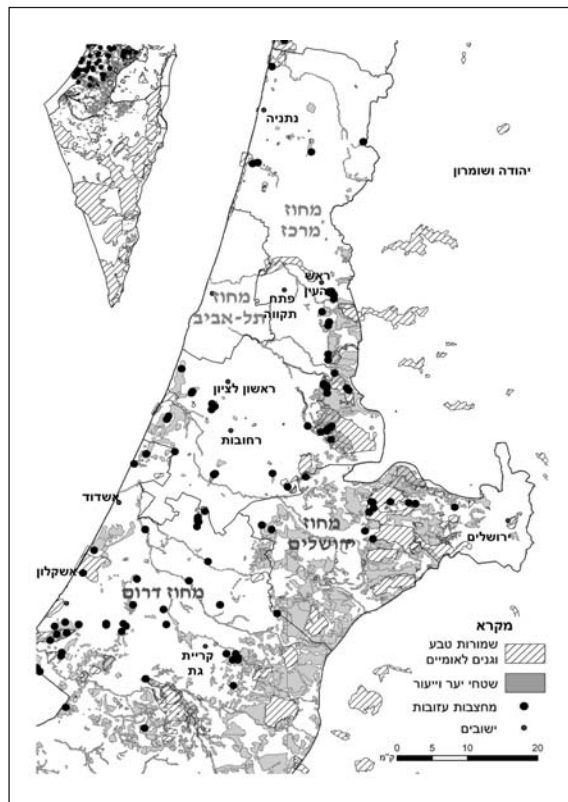 נתניה
יהודה ושומרון
מחוז
מרכז
ראש
העין
פתח
תקווה
מחוז
תל-אביב
ראשון לציון
רחובות
אשדוד
מחוז
ירושלים
ירושלים
אשקלון
מחוז דרום
קריית
גת
מקרא
שמורות טבע
וגנים לאומיים
שטחי יער וייעור
מחצבות עזובות
ישובים
ק"מ
0 5 10 20